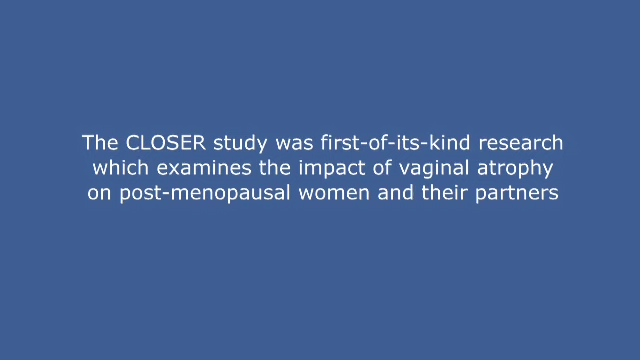 The CLOSER study was first-of-its-kind research
which examines the impact of vaginal atrophy
on post-menopausal women and their partners